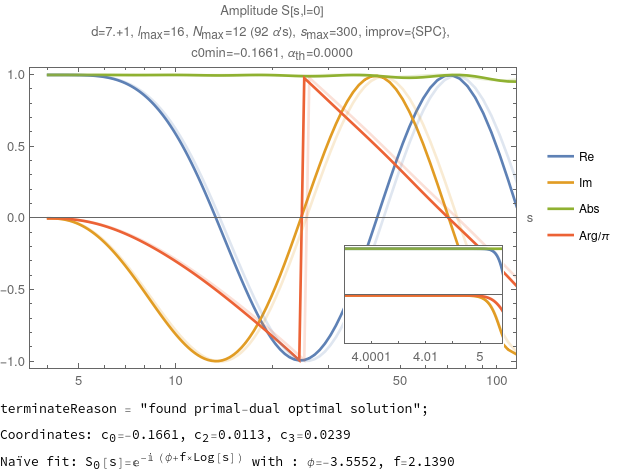 Amplitude S[s,l=0]
d=7.+1, lmax=16, Nmax=12 (92 α's), smax=300, improv={SPC},
c0min=-0.1661, αth=0.0000
1.0
0.5
0.0
-0.5
-1.0
s
Re
Im
Abs
Arg/π
4.0001 4.01 5
5 10 50 100
terminateReason = "found primal-dual optimal solution";
Coordinates: c0=-0.1661, c2=0.0113, c3=0.0239
Naïve fit: S0[s]=e^-i (ϕ+f×Log[s]) with : ϕ=-3.5552, f=2.1390